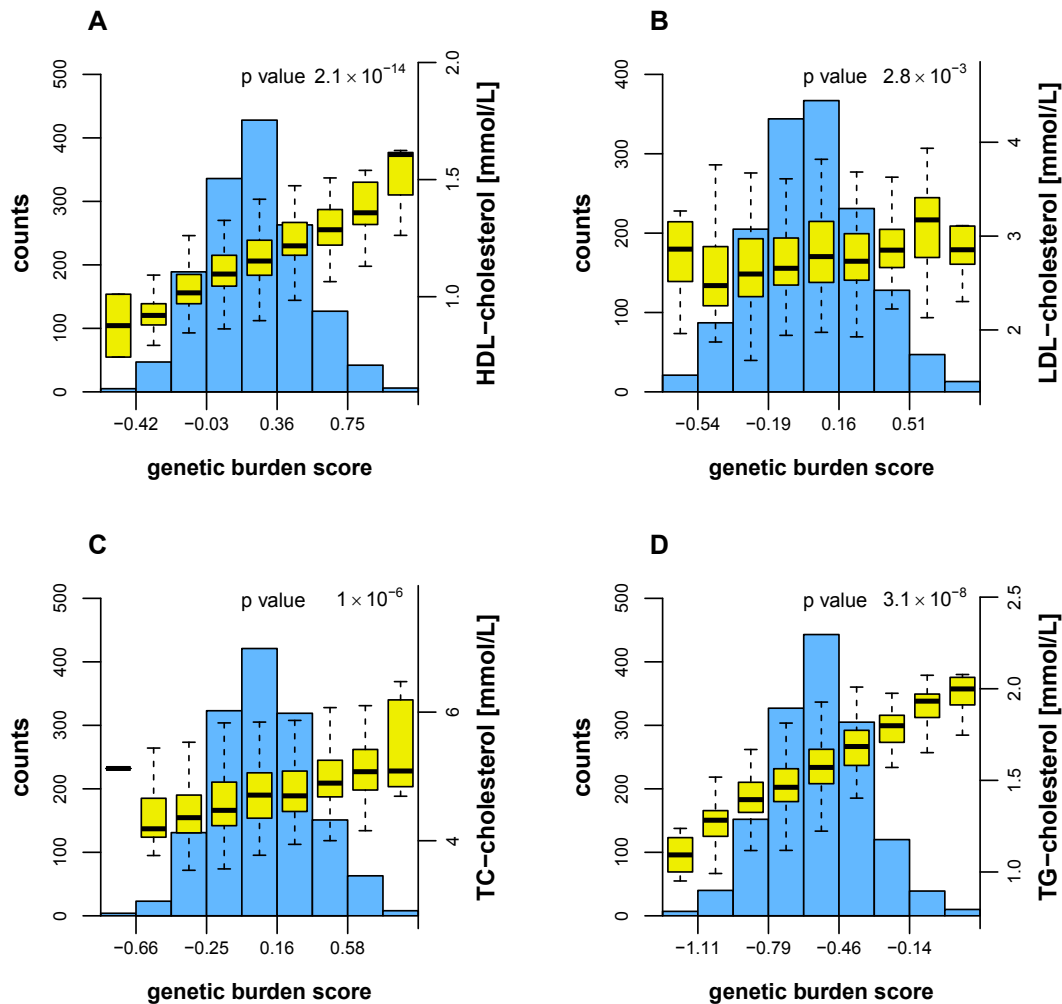 A
p value 2.1 × 10−14
counts
0
100
200
300
400
500
HDL−cholesterol [mmol/L]
1.0
1.5
2.0
−0.42
−0.03
0.36
0.75
genetic burden score
B
p value 2.8 × 10−3
counts
0
100
200
300
400
LDL−cholesterol [mmol/L]
2
3
4
−0.54
−0.19
0.16
0.51
genetic burden score
C
p value 1 × 10−6
counts
0
100
200
300
400
500
TC−cholesterol [mmol/L]
4
6
−0.66
−0.25
0.16
0.58
genetic burden score
D
p value 3.1 × 10−8
counts
0
100
200
300
400
500
TG−cholesterol [mmol/L]
1.0
1.5
2.0
2.5
−1.11
−0.79
−0.46
−0.14
genetic burden score